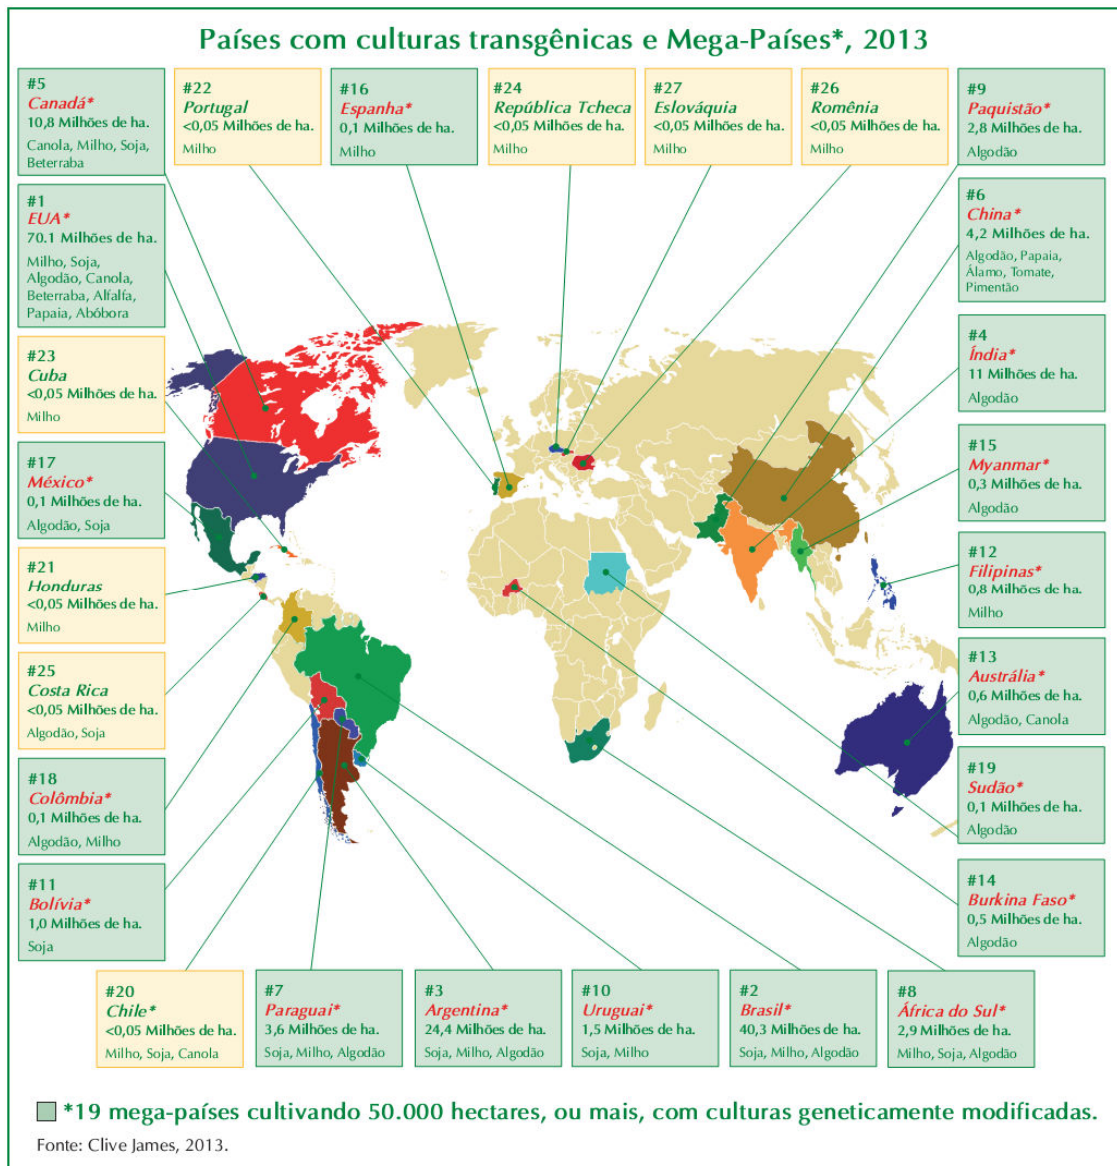 Países com culturas transgênicas e Mega-Países*, 2013
#5
Canadá*
10,8 Milhões de ha.
Canola, Milho, Soja,
Beterraba
#22
Portugal
<0,05 Milhões de ha.
Milho
#16
Espanha*
0,1 Milhões de ha.
Milho
#24
República Tcheca
<0,05 Milhões de ha.
Milho
#27
Eslováquia
<0,05 Milhões de ha.
Milho
#26
Romênia
<0,05 Milhões de ha.
Milho
#9
Paquistão*
2,8 Milhões de ha.
Algodão
#1
EUA*
70.1 Milhões de ha.
Milho, Soja,
Algodão, Canola,
Beterraba, Alfalfa,
Papaia, Abóbora
#6
China*
4,2 Milhões de ha.
Algodão, Papaia,
Álamo, Tomate,
Pimentão
#23
Cuba
<0,05 Milhões de ha.
Milho
#4
Índia*
11 Milhões de ha.
Algodão
#17
México*
0,1 Milhões de ha.
Algodão, Soja
#15
Myanmar*
0,3 Milhões de ha.
Algodão
#21
Honduras
<0,05 Milhões de ha.
Milho
#12
Filipinas*
0,8 Milhões de ha.
Milho
#25
Costa Rica
<0,05 Milhões de ha.
Algodão, Soja
#13
Austrália*
0,6 Milhões de ha.
Algodão, Canola
#18
Colômbia*
0,1 Milhões de ha.
Algodão, Milho
#19
Sudão*
0,1 Milhões de ha.
Algodão
#11
Bolívia*
1,0 Milhões de ha.
Soja
#14
Burkina Faso*
0,5 Milhões de ha.
Algodão
#20
Chile*
<0,05 Milhões de ha.
Milho, Soja, Canola
#7
Paraguai*
3,6 Milhões de ha.
Soja, Milho, Algodão
#3
Argentina*
24,4 Milhões de ha.
Soja, Milho, Algodão
#10
Uruguai*
1,5 Milhões de ha.
Soja, Milho
#2
Brasil*
40,3 Milhões de ha.
Soja, Milho, Algodão
#8
África do Sul*
2,9 Milhões de ha.
Milho, Soja, Algodão
*19 mega-países cultivando 50.000 hectares, ou mais, com culturas geneticamente modificadas.
Fonte: Clive James, 2013.